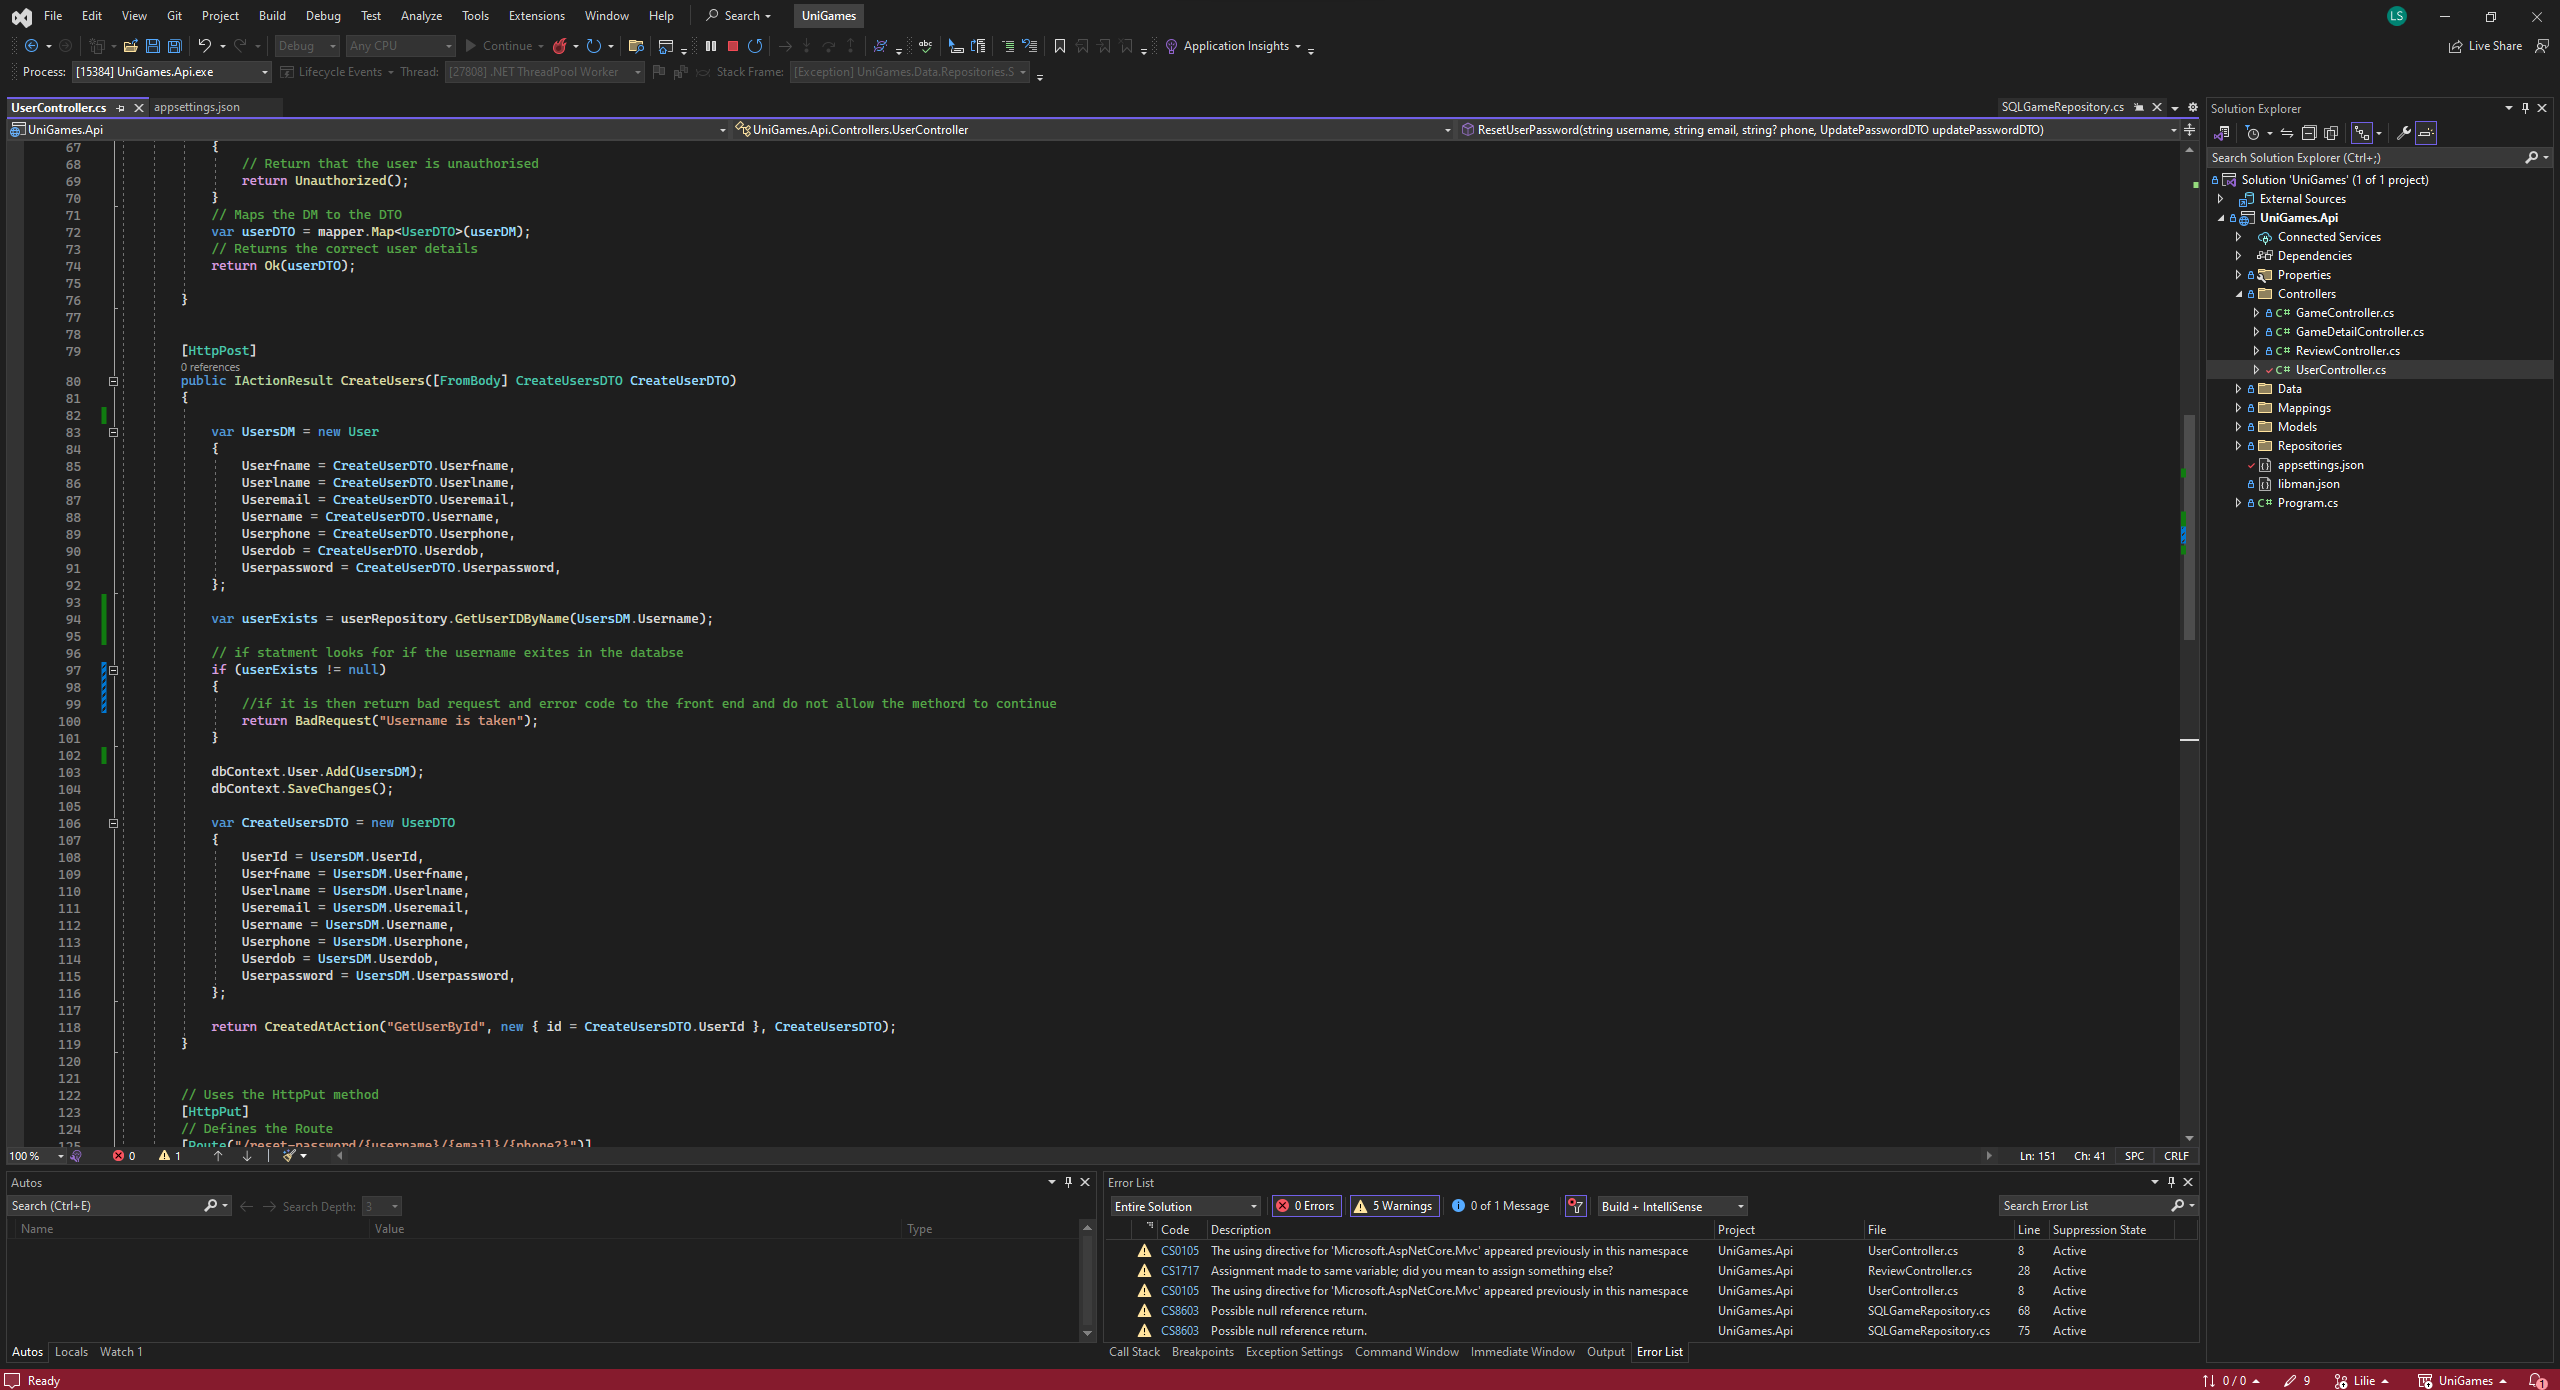 File Edit View Git Project Build Debug Test Analyze Tools Extensions Window Help Search UniGames LS
Debug Any CPU Continue Application Insights Live Share
Process: [15384] UniGames.Api.exe Lifecycle Events Thread: [27808] .NET ThreadPool Worker Stack Frame: [Exception] UniGames.Data.Repositories.S
UserController.cs appsettings.json SQLGameRepository.cs
UniGames.Api UniGames.Api.Controllers.UserController ResetUserPassword(string username, string email, string? phone, UpdatePasswordDTO updatePasswordDTO)
67 {
68 // Return that the user is unauthorised
69 return Unauthorized();
70 }
71 // Maps the DM to the DTO
72 var userDTO = mapper.Map<UserDTO>(userDM);
73 // Returns the correct user details
74 return Ok(userDTO);
75
76 }
77
78
79 [HttpPost]
0 references
80 public IActionResult CreateUsers([FromBody] CreateUsersDTO CreateUserDTO)
81 {
82
83 var UsersDM = new User
84 {
85 Userfname = CreateUserDTO.Userfname,
86 Userlname = CreateUserDTO.Userlname,
87 Useremail = CreateUserDTO.Useremail,
88 Username = CreateUserDTO.Username,
89 Userphone = CreateUserDTO.Userphone,
90 Userdob = CreateUserDTO.Userdob,
91 Userpassword = CreateUserDTO.Userpassword,
92 };
93
94 var userExists = userRepository.GetUserIDByName(UsersDM.Username);
95
96 // if statment looks for if the username exites in the databse
97 if (userExists != null)
98 {
99 //if it is then return bad request and error code to the front end and do not allow the methord to continue
100 return BadRequest("Username is taken");
101 }
102
103 dbContext.User.Add(UsersDM);
104 dbContext.SaveChanges();
105
106 var CreateUsersDTO = new UserDTO
107 {
108 UserId = UsersDM.UserId,
109 Userfname = UsersDM.Userfname,
110 Userlname = UsersDM.Userlname,
111 Useremail = UsersDM.Useremail,
112 Username = UsersDM.Username,
113 Userphone = UsersDM.Userphone,
114 Userdob = UsersDM.Userdob,
115 Userpassword = UsersDM.Userpassword,
116 };
117
118 return CreatedAtAction("GetUserById", new { id = CreateUsersDTO.UserId }, CreateUsersDTO);
119 }
120
121
122 // Uses the HttpPut method
123 [HttpPut]
124 // Defines the Route
125 [Route("/reset-password/{username}/{email}/{phone?}")]
100 % 0 1 Ln: 151 Ch: 41 SPC CRLF
Solution Explorer
Search Solution Explorer (Ctrl+;)
Solution 'UniGames' (1 of 1 project)
External Sources
UniGames.Api
Connected Services
Dependencies
Properties
Controllers
C# GameController.cs
C# GameDetailController.cs
C# ReviewController.cs
C# UserController.cs
Data
Mappings
Models
Repositories
appsettings.json
libman.json
C# Program.cs
Autos
Search (Ctrl+E) Search Depth: 3
Name Value Type
Autos Locals Watch 1
Error List
Entire Solution 0 Errors 5 Warnings 0 of 1 Message Build + IntelliSense Search Error List
Code Description Project File Line Suppression State
CS0105 The using directive for 'Microsoft.AspNetCore.Mvc' appeared previously in this namespace UniGames.Api UserController.cs 8 Active
CS1717 Assignment made to same variable; did you mean to assign something else? UniGames.Api ReviewController.cs 28 Active
CS0105 The using directive for 'Microsoft.AspNetCore.Mvc' appeared previously in this namespace UniGames.Api UserController.cs 8 Active
CS8603 Possible null reference return. UniGames.Api SQLGameRepository.cs 68 Active
CS8603 Possible null reference return. UniGames.Api SQLGameRepository.cs 75 Active
Call Stack Breakpoints Exception Settings Command Window Immediate Window Output Error List
Ready 0 / 0 9 Lilie UniGames 1